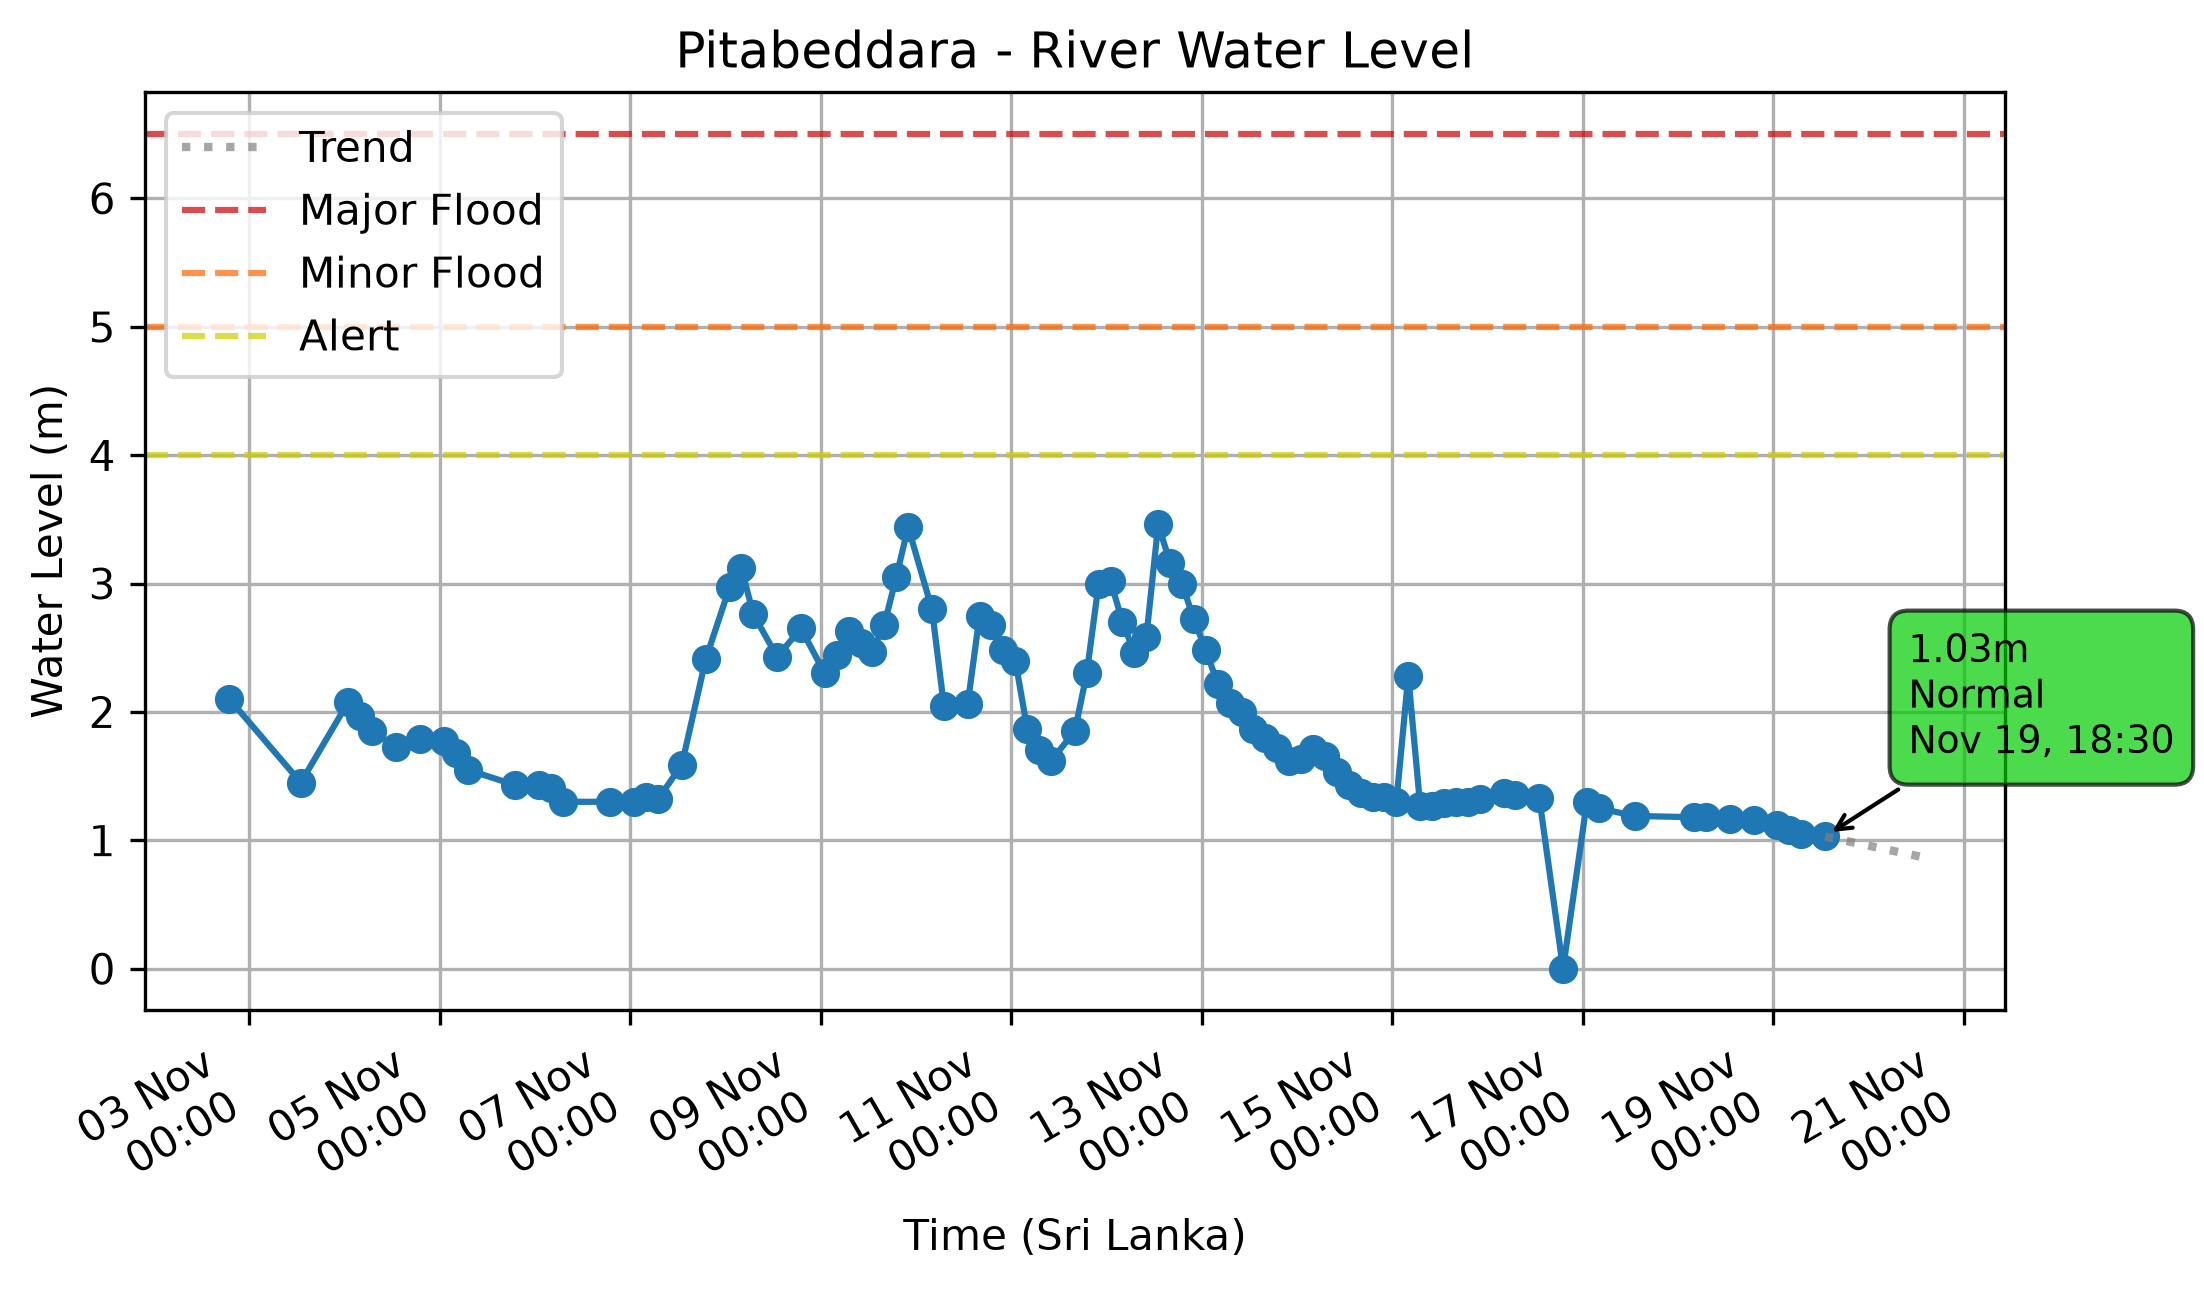 Pitabeddara - River Water Level
Trend
Major Flood
Minor Flood
Alert
6
5
4
3
2
1
0
Water Level (m)
1.03m
Normal
Nov 19, 18:30
03 Nov
00:00
05 Nov
00:00
07 Nov
00:00
09 Nov
00:00
11 Nov
00:00
13 Nov
00:00
15 Nov
00:00
17 Nov
00:00
19 Nov
00:00
21 Nov
00:00
Time (Sri Lanka)